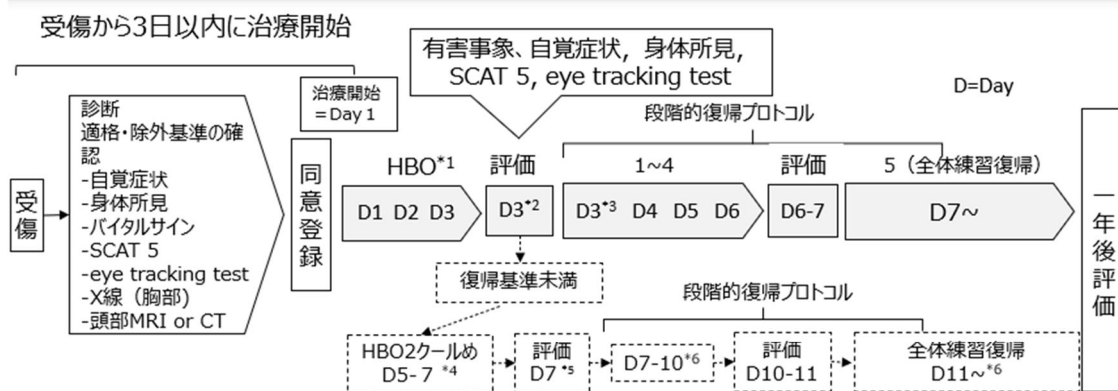 受傷から3日以内に治療開始
治療開始
＝Day 1
有害事象、自覚症状，身体所見，
SCAT 5, eye tracking test
D=Day
受傷
診断
適格・除外基準の確
認
-自覚症状
-身体所見
-バイタルサイン
-SCAT 5
-eye tracking test
-X線（胸部）
-頭部MRI or CT
同意登録
段階的復帰プロトコル
HBO*1
評価
1~4
評価
5（全体練習復帰）
D1 D2 D3
D3*2
D3*3 D4 D5 D6
D6-7
D7~
復帰基準未満
段階的復帰プロトコル
HBO2クールめ
D5-7 *4
評価
D7 *5
D7-10*6
評価
D10-11
全体練習復帰
D11~*6
一年後評価